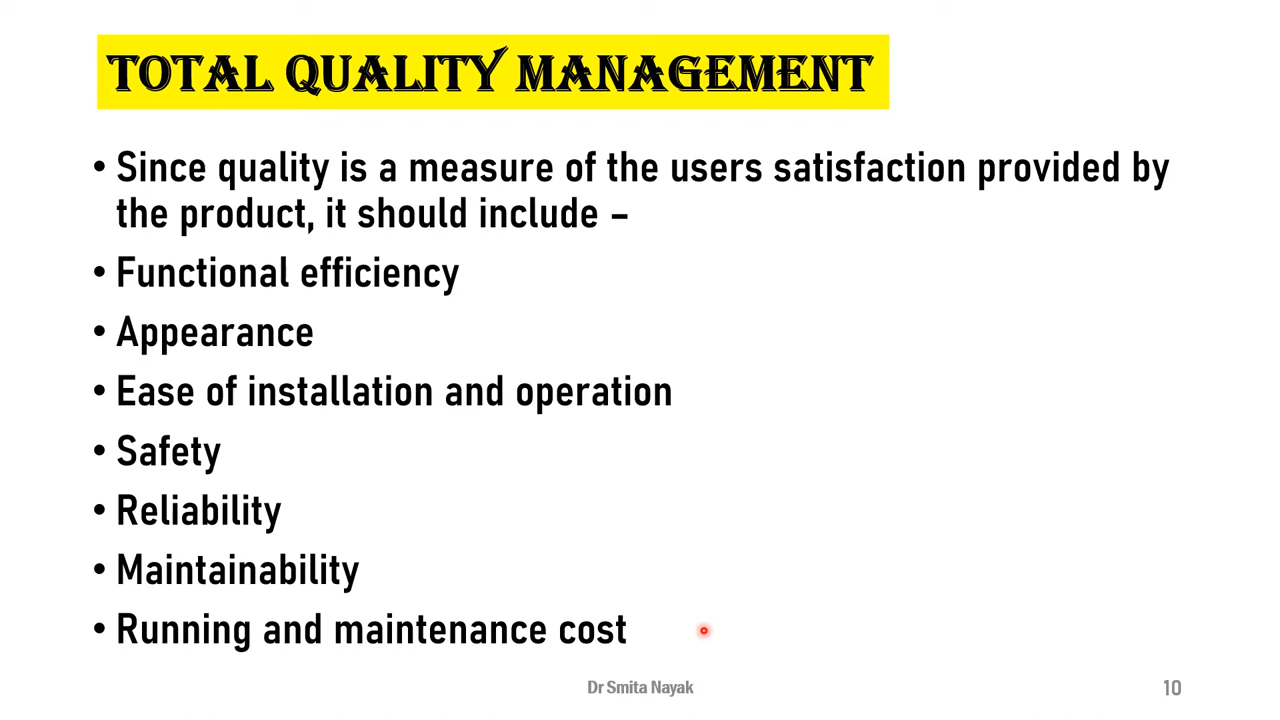 TOTAL QUALITY MANAGEMENT
• Since quality is a measure of the users satisfaction provided by
the product, it should include –
• Functional efficiency
• Appearance
• Ease of installation and operation
• Safety
• Reliability
• Maintainability
• Running and maintenance cost
Dr Smita Nayak
10